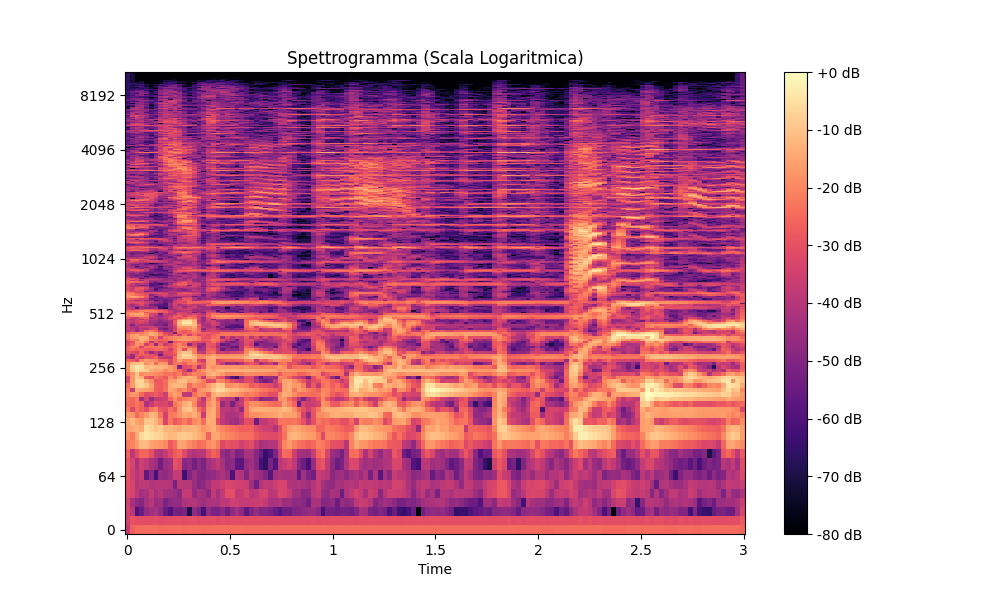 Spettrogramma (Scala Logaritmica)
8192
4096
2048
1024
512
256
128
64
0
Hz
0
0.5
1
1.5
2
2.5
3
Time
+0 dB
-10 dB
-20 dB
-30 dB
-40 dB
-50 dB
-60 dB
-70 dB
-80 dB